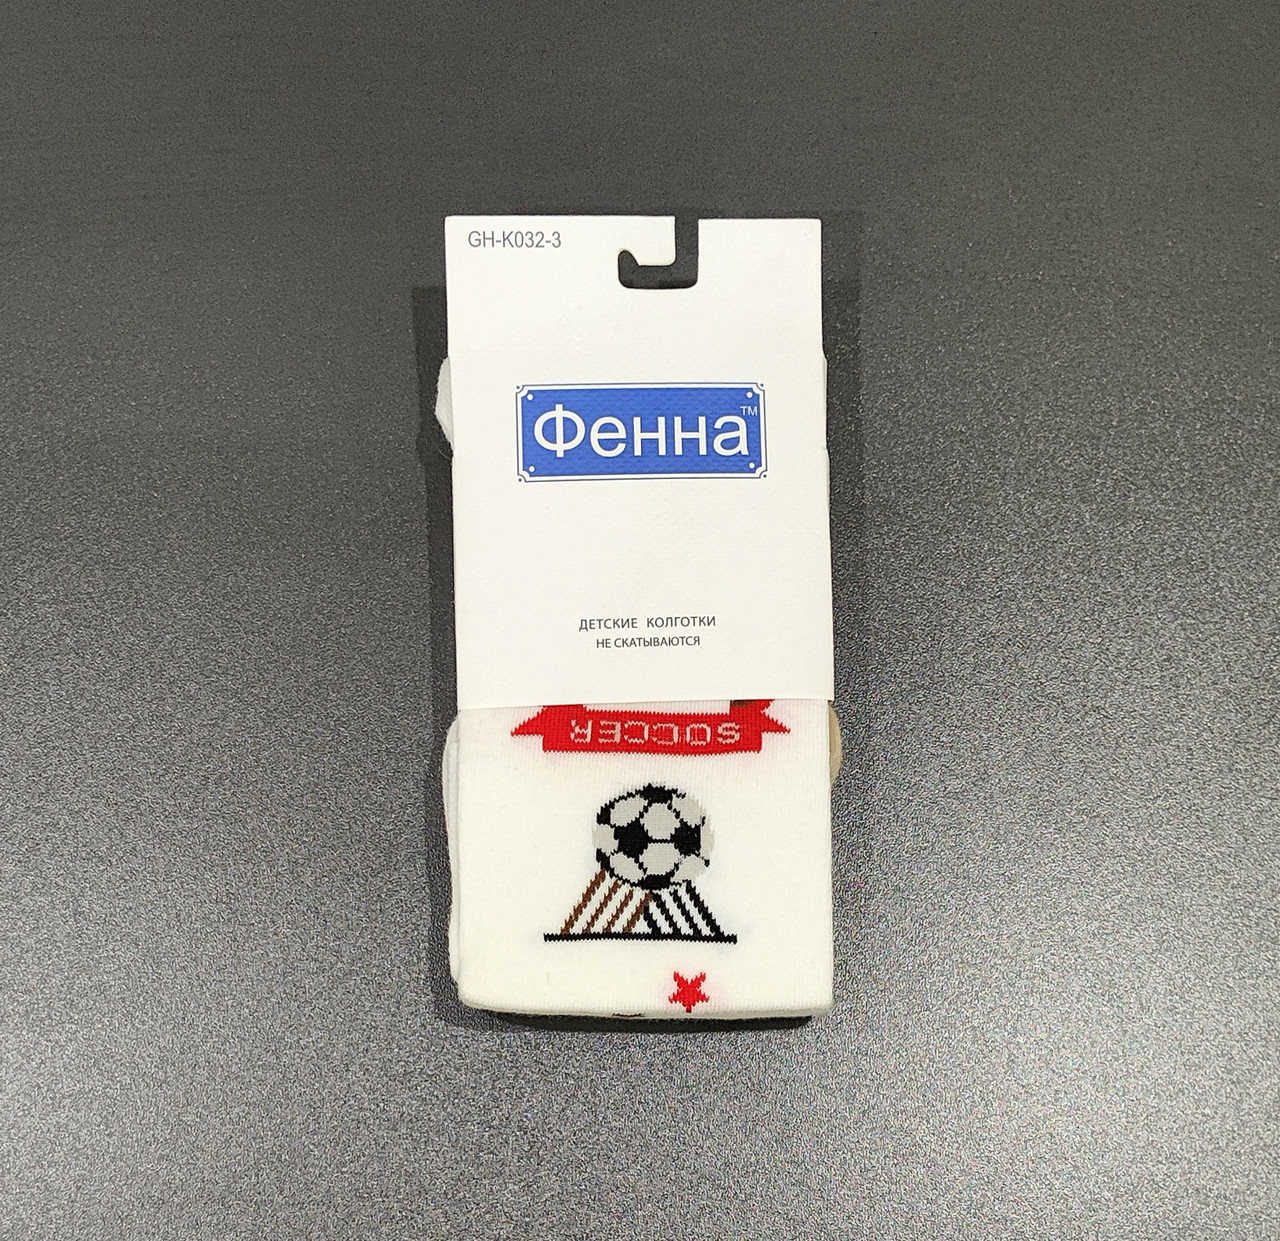 GH-K032-3
Фенна™
ДЕТСКИЕ КОЛГОТКИ
НЕ СКАТЫВАЮТСЯ
SOCCER